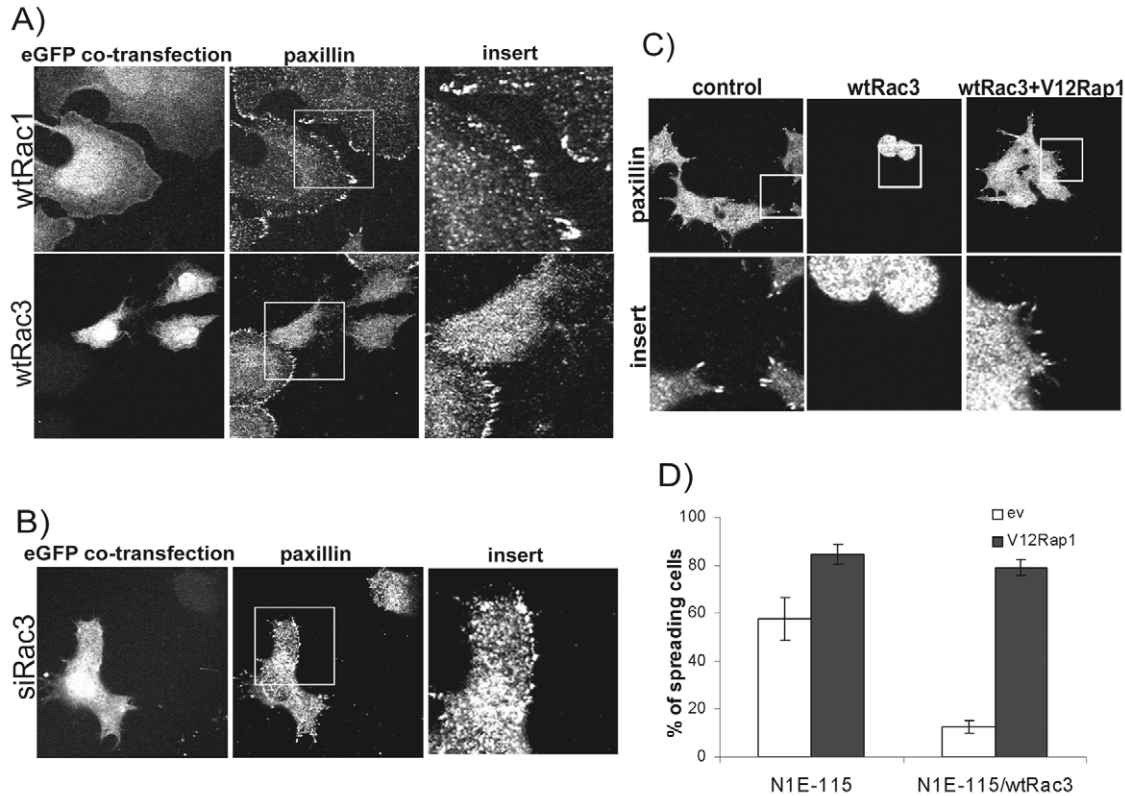 A)
eGFP co-transfection paxillin insert
wtRac1
wtRac3
B)
eGFP co-transfection paxillin insert
siRac3
C)
control wtRac3 wtRac3+V12Rap1
paxillin
insert
D)
ev
V12Rap1
% of spreading cells
100
80
60
40
20
0
N1E-115 N1E-115/wtRac3